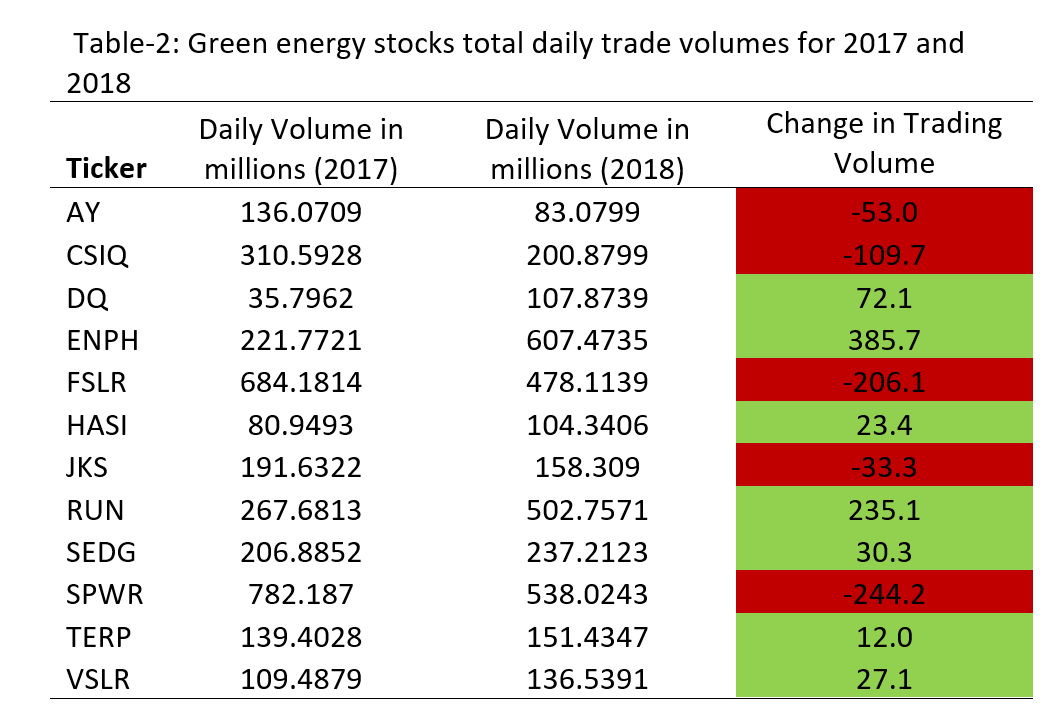 Table-2: Green energy stocks total daily trade volumes for 2017 and
2018
Ticker Daily Volume in millions (2017) Daily Volume in millions (2018) Change in Trading Volume
AY 136.0709 83.0799 -53.0
CSIQ 310.5928 200.8799 -109.7
DQ 35.7962 107.8739 72.1
ENPH 221.7721 607.4735 385.7
FSLR 684.1814 478.1139 -206.1
HASI 80.9493 104.3406 23.4
JKS 191.6322 158.309 -33.3
RUN 267.6813 502.7571 235.1
SEDG 206.8852 237.2123 30.3
SPWR 782.187 538.0243 -244.2
TERP 139.4028 151.4347 12.0
VSLR 109.4879 136.5391 27.1